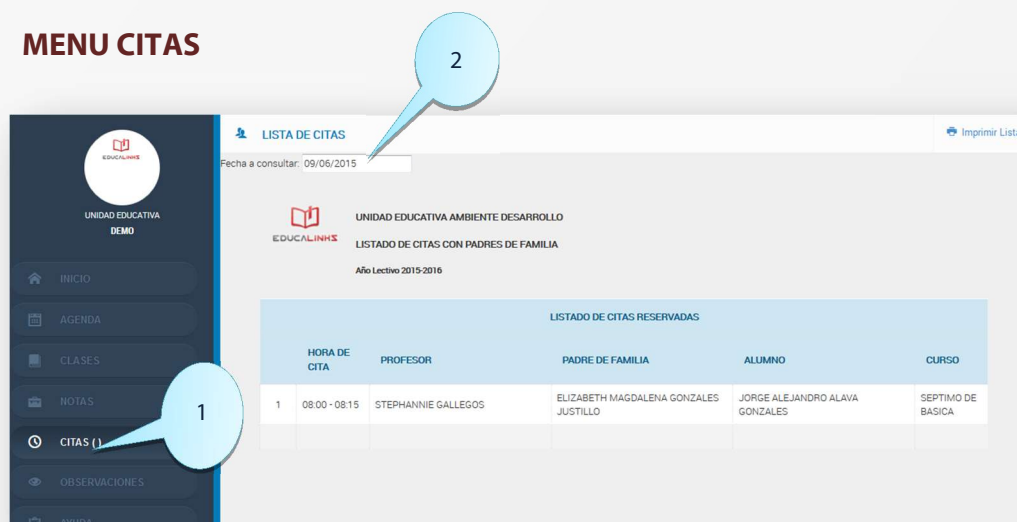 MENU CITAS
2
EDUCALINKS
UNIDAD EDUCATIVA
DEMO
INICIO
AGENDA
CLASES
NOTAS
1
CITAS ( )
OBSERVACIONES
AYUDA
LISTA DE CITAS
Imprimir Lista
Fecha a consultar: 09/06/2015
EDUCALINKS
UNIDAD EDUCATIVA AMBIENTE DESARROLLO
LISTADO DE CITAS CON PADRES DE FAMILIA
Año Lectivo 2015-2016
LISTADO DE CITAS RESERVADAS
HORA DE CITA PROFESOR PADRE DE FAMILIA ALUMNO CURSO
1 08:00 - 08:15 STEPHANNIE GALLEGOS ELIZABETH MAGDALENA GONZALES JUSTILLO JORGE ALEJANDRO ALAVA GONZALES SEPTIMO DE BASICA